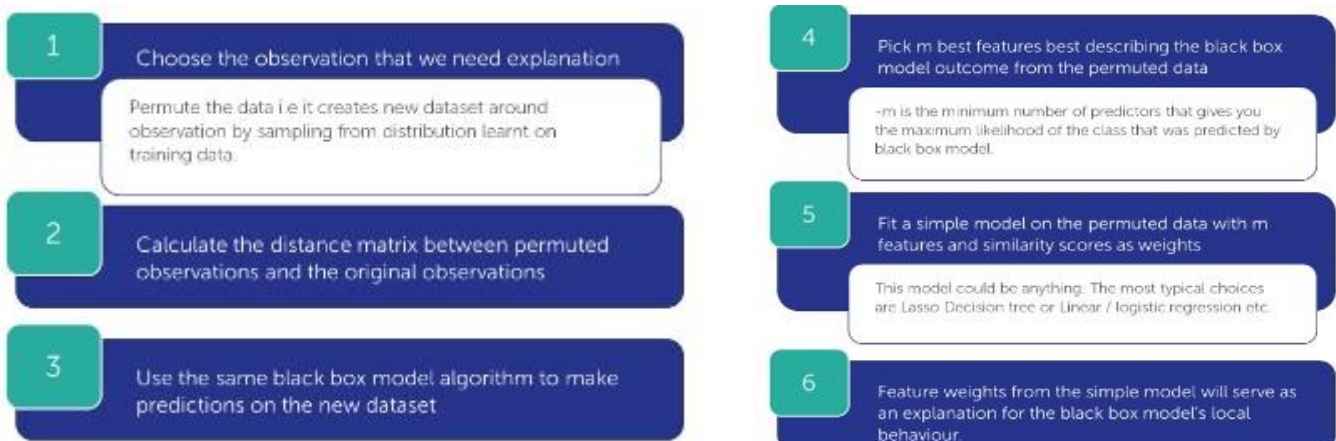 1
Choose the observation that we need explanation
Permute the data i e it creates new dataset around
observation by sampling from distribution learnt on
training data.
2
Calculate the distance matrix between permuted
observations and the original observations
3
Use the same black box model algorithm to make
predictions on the new dataset
4
Pick m best features best describing the black box
model outcome from the permuted data
-m is the minimum number of predictors that gives you
the maximum likelihood of the class that was predicted by
black box model.
5
Fit a simple model on the permuted data with m
features and similarity scores as weights
This model could be anything. The most typical choices
are Lasso Decision tree or Linear / logistic regression etc.
6
Feature weights from the simple model will serve as
an explanation for the black box model's local
behaviour.